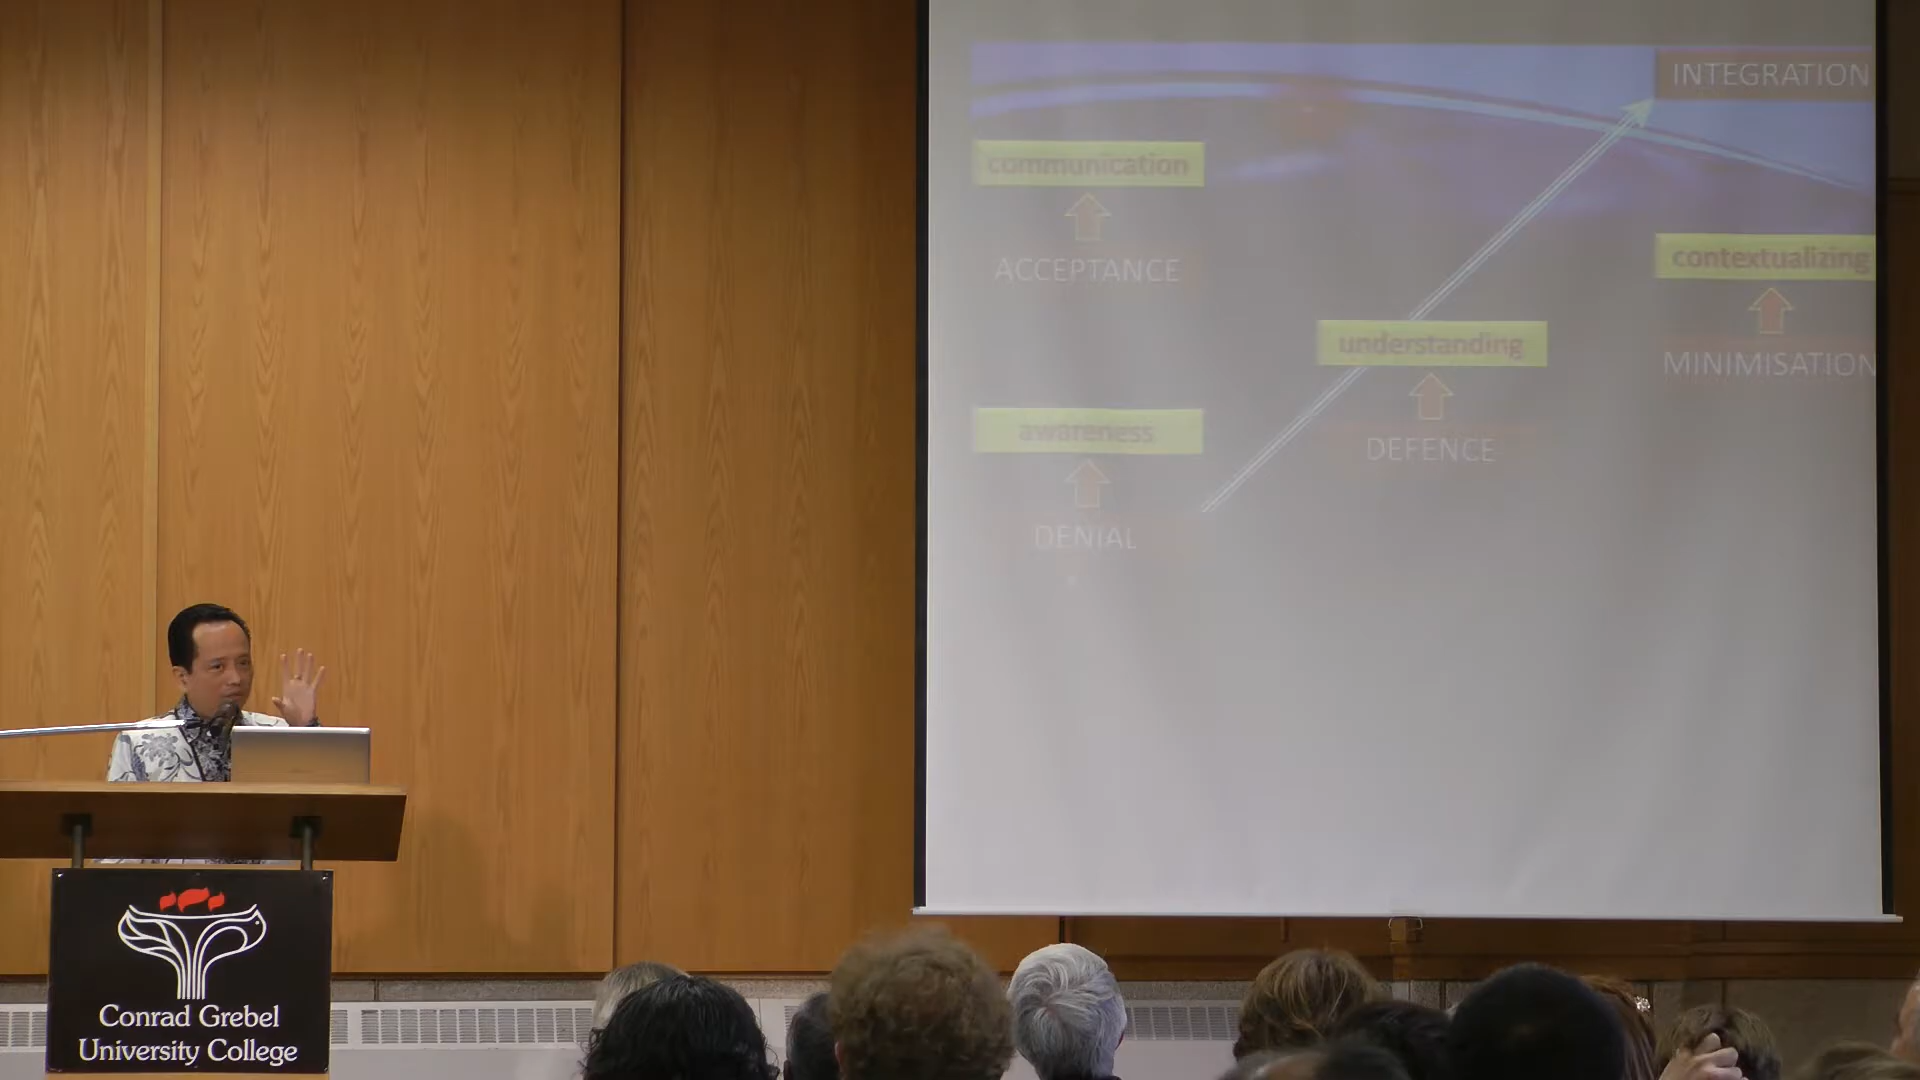 INTEGRATION
communication
ACCEPTANCE
contextualizing
understanding
MINIMISATION
awareness
DEFENCE
DENIAL
Conrad Grebel
University College